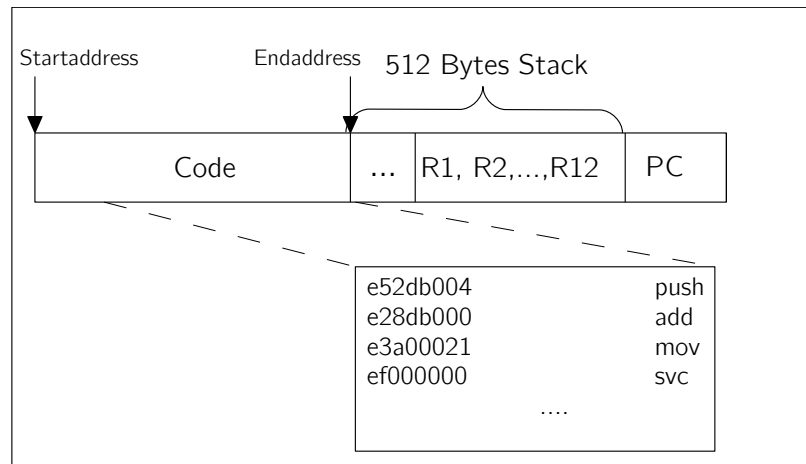 512 Bytes Stack
Startaddress Endaddress
Code ... R1, R2,...,R12 PC
e52db004 push
e28db000 add
e3a00021 mov
ef000000 svc
....